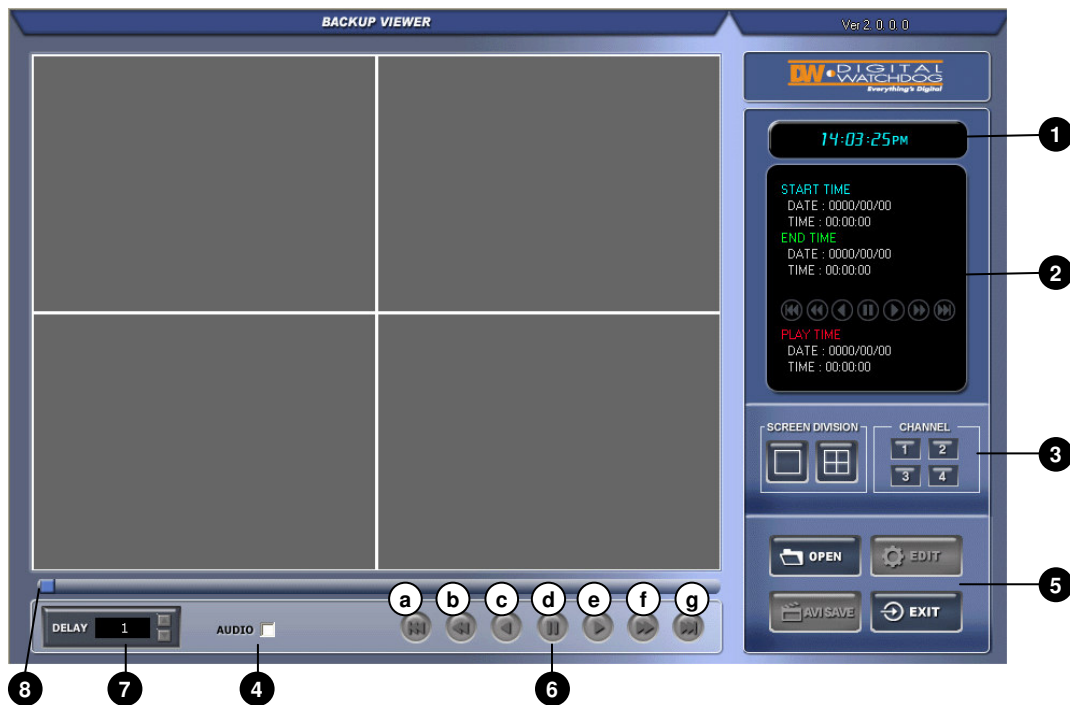 BACKUP VIEWER
Ver 2. 0. 0. 0
DW DIGITAL
WATCHDOG
Everything's Digital
14:03:25PM
1
START TIME
DATE : 0000/00/00
TIME : 00:00:00
END TIME
DATE : 0000/00/00
TIME : 00:00:00
2
PLAY TIME
DATE : 0000/00/00
TIME : 00:00:00
SCREEN DIVISION
CHANNEL
1 2
3 4
3
OPEN
EDIT
5
AVI SAVE
EXIT
a b c d e f g
DELAY 1
AUDIO
8 7 4 6